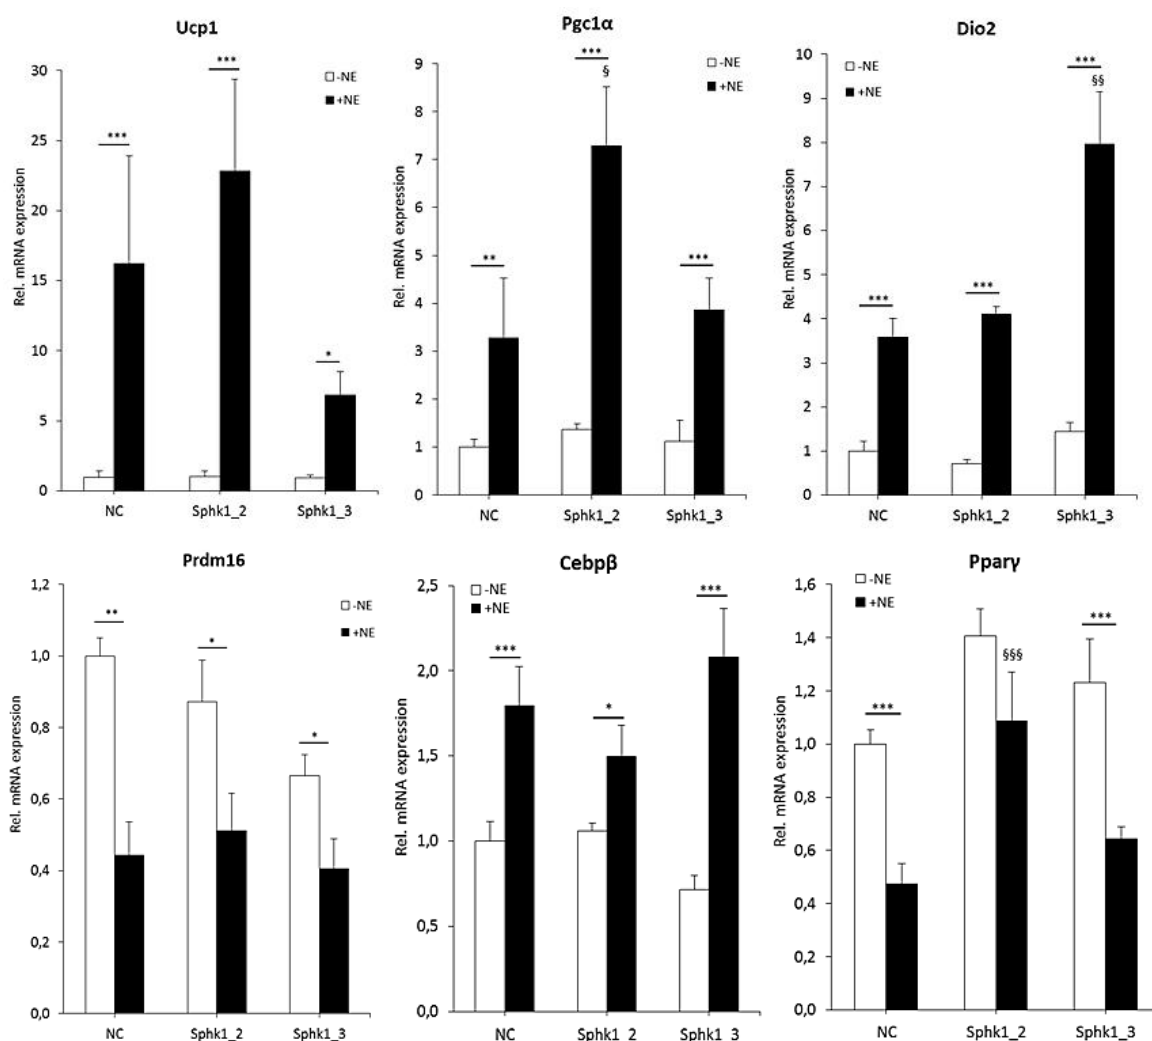 Ucp1
Rel. mRNA expression
30
25
20
15
10
5
0
-NE
+NE
***
***
*
NC
Sphk1_2
Sphk1_3
Pgc1α
Rel. mRNA expression
9
8
7
6
5
4
3
2
1
0
-NE
+NE
**
***
§
***
NC
Sphk1_2
Sphk1_3
Dio2
Rel. mRNA expression
10
9
8
7
6
5
4
3
2
1
0
-NE
+NE
***
***
***
§§
NC
Sphk1_2
Sphk1_3
Prdm16
Rel. mRNA expression
1,2
1,0
0,8
0,6
0,4
0,2
0,0
-NE
+NE
**
*
*
NC
Sphk1_2
Sphk1_3
Cebpβ
Rel. mRNA expression
2,5
2,0
1,5
1,0
0,5
0,0
-NE
+NE
***
*
***
NC
Sphk1_2
Sphk1_3
Pparγ
Rel. mRNA expression
1,6
1,4
1,2
1,0
0,8
0,6
0,4
0,2
0,0
-NE
+NE
***
§§§
***
NC
Sphk1_2
Sphk1_3